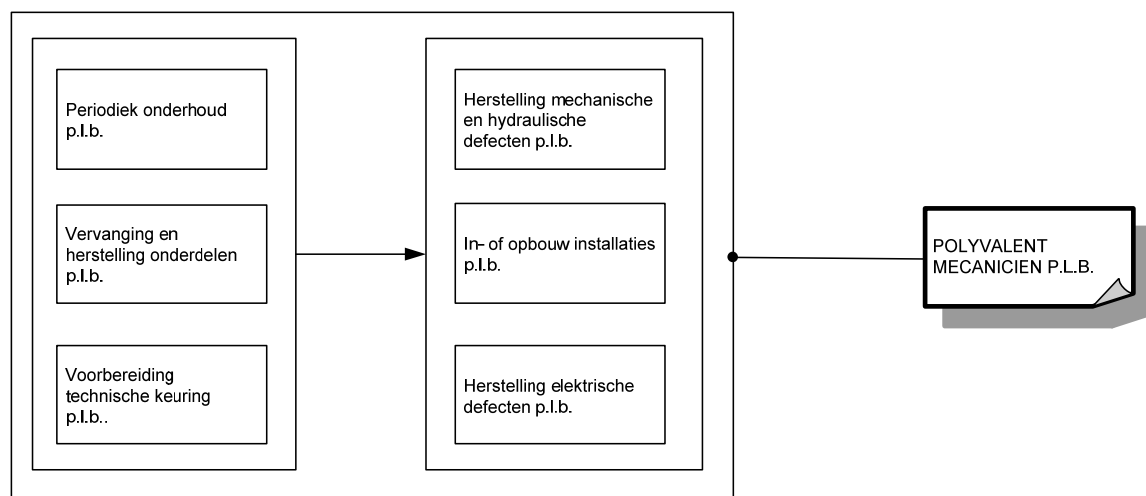 Periodiek onderhoud
p.l.b.
Vervanging en
herstelling onderdelen
p.l.b.
Voorbereiding
technische keuring
p.l.b..
Herstelling mechanische
en hydraulische
defecten p.l.b.
In- of opbouw installaties
p.l.b.
Herstelling elektrische
defecten p.l.b.
POLYVALENT
MECANICIEN P.L.B.